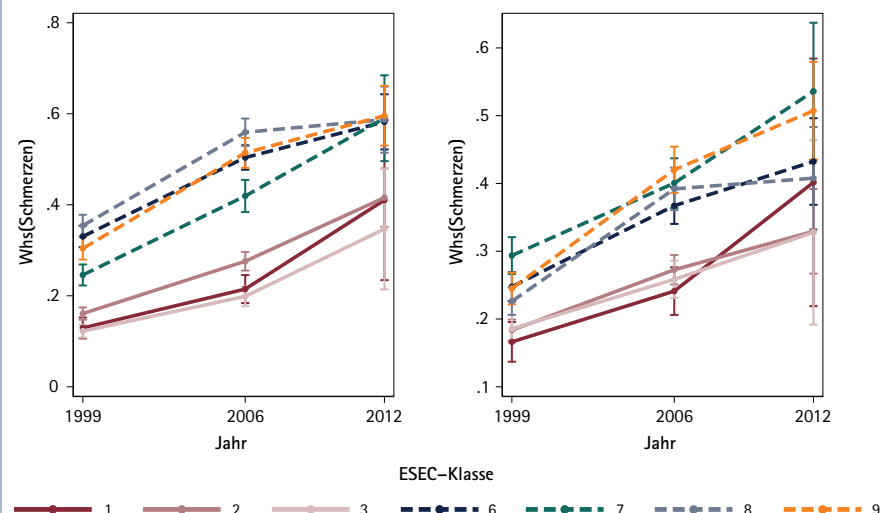 .8
.6
.4
.2
0
Whs(Schmerzen)
1999 2006 2012
Jahr
.6
.5
.4
.3
.2
.1
Whs(Schmerzen)
1999 2006 2012
Jahr
ESEC–Klasse
1 2 3 6 7 8 9